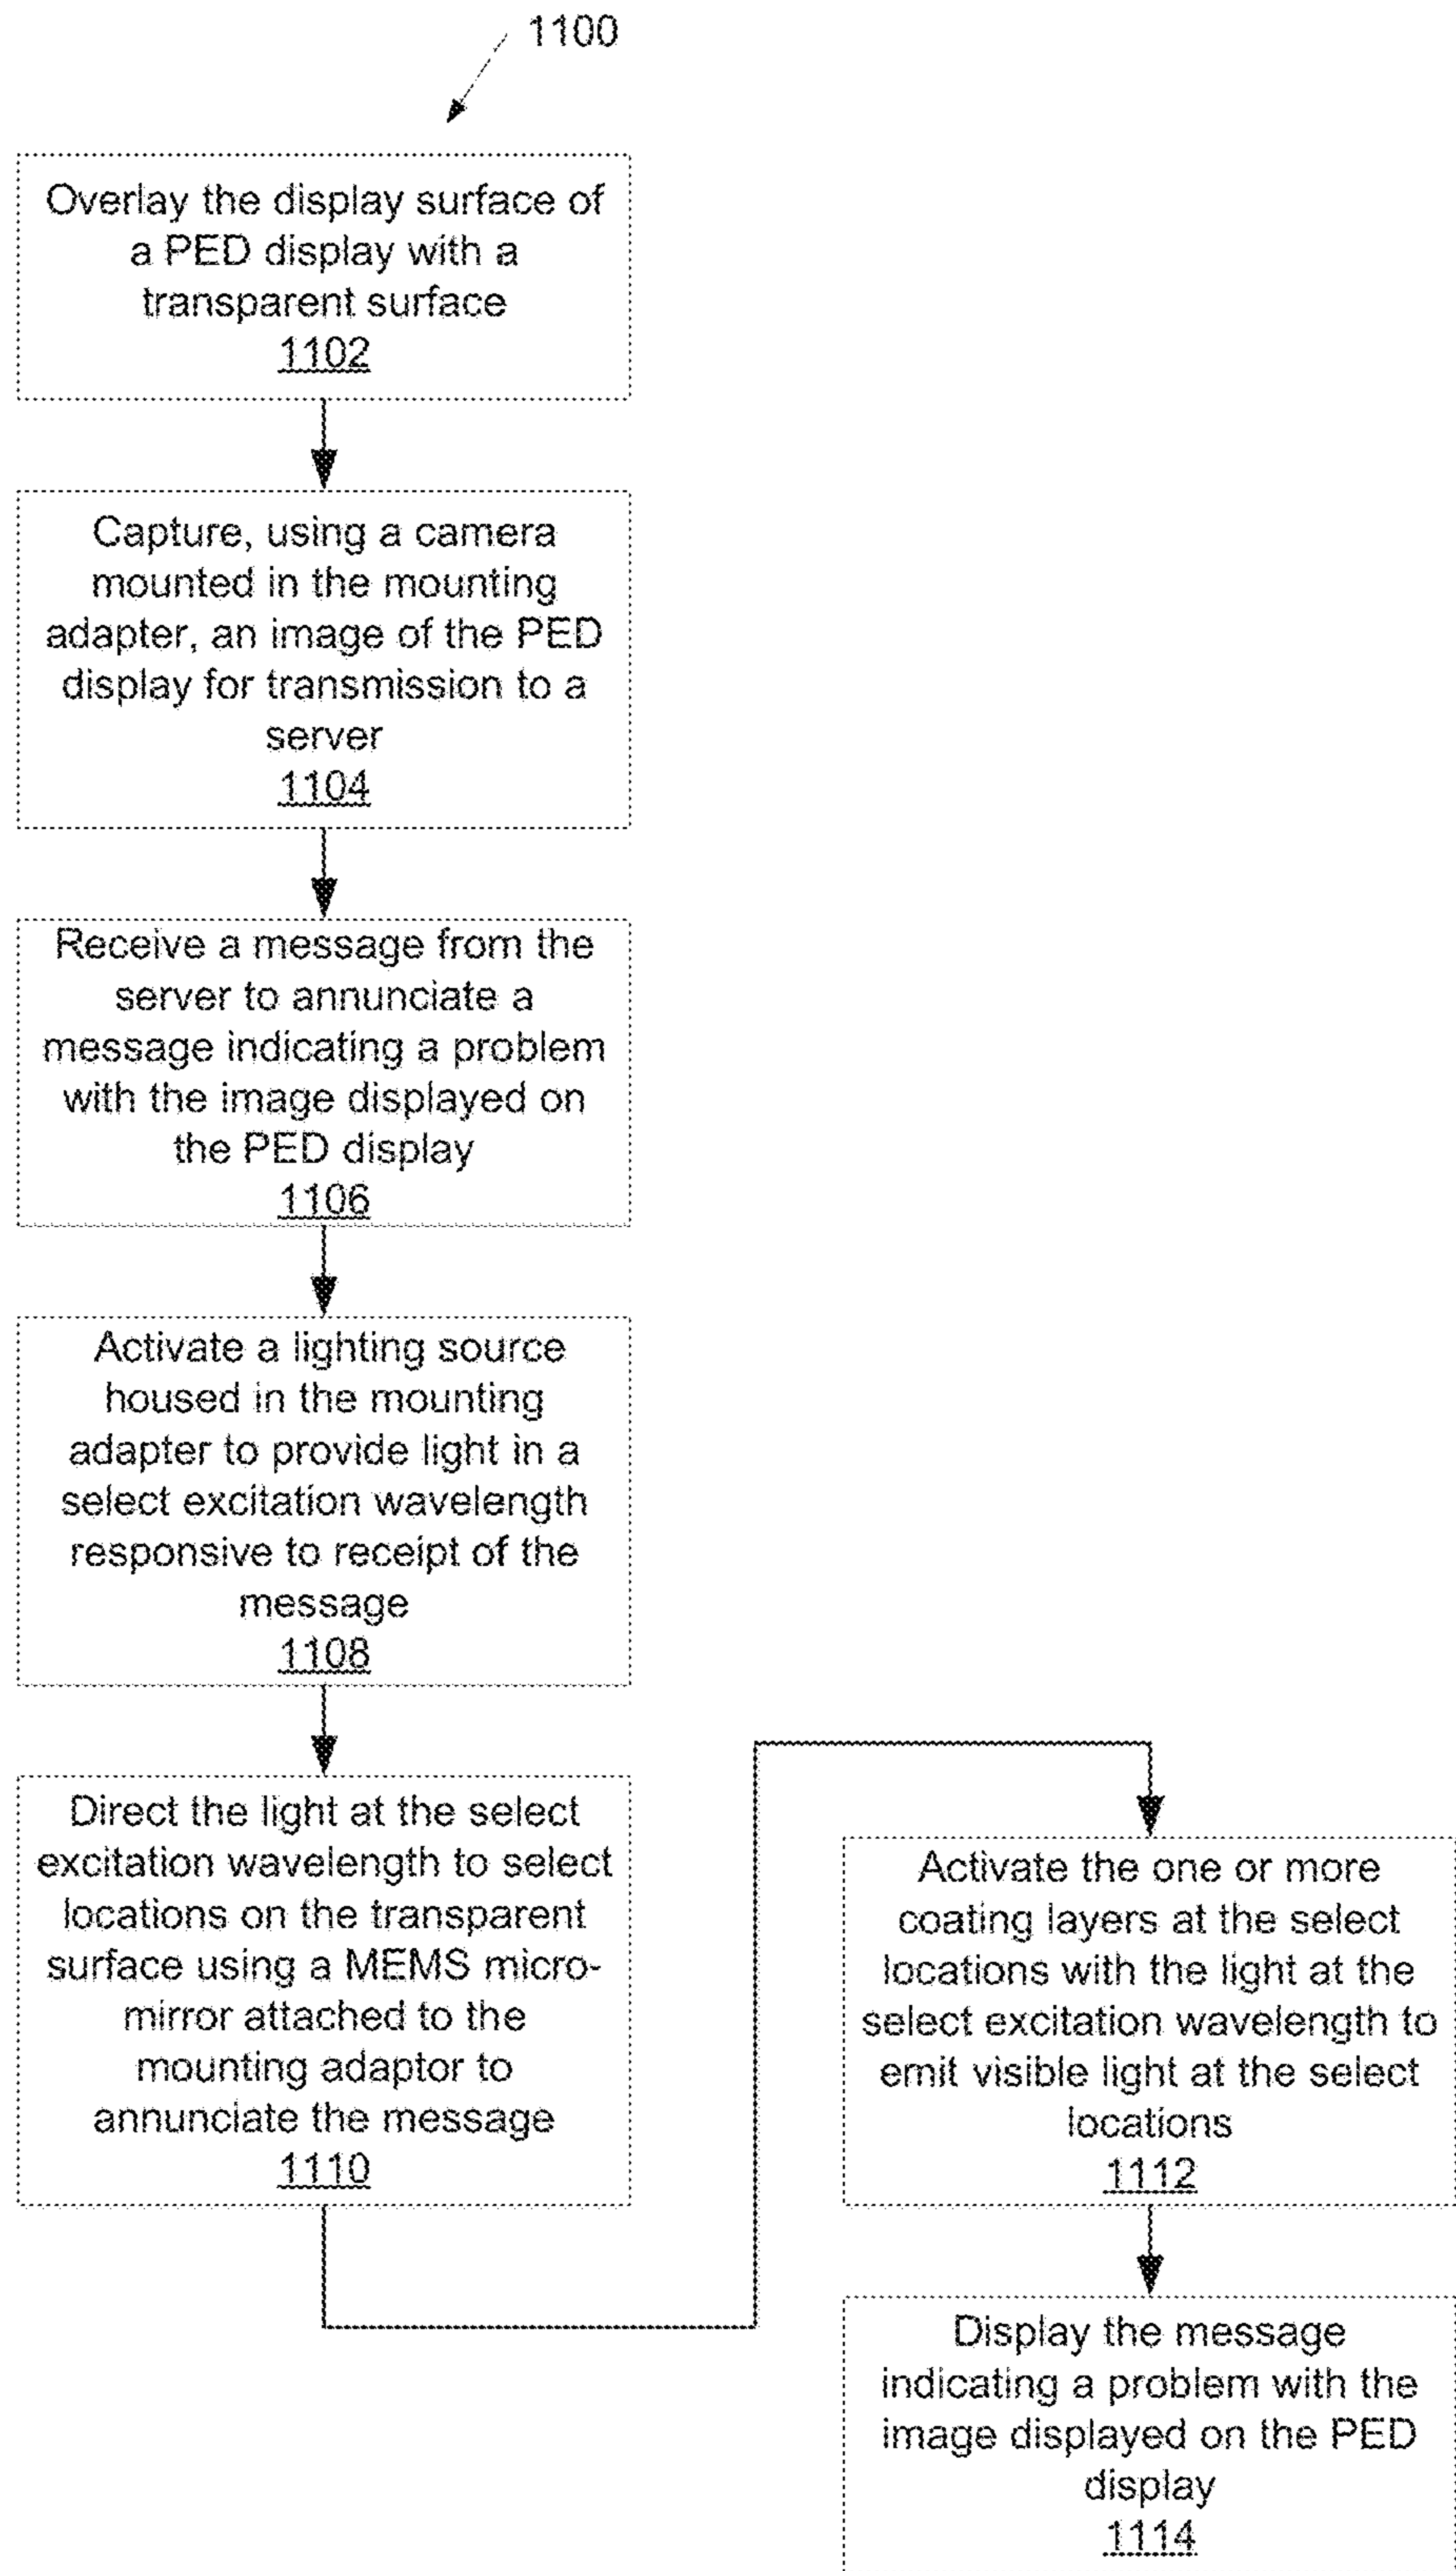 1100
Overlay the display surface of
a PED display with a
transparent surface
1102
Capture, using a camera
mounted in the mounting
adapter, an image of the PED
display for transmission to a
server
1104
Receive a message from the
server to annunciate a
message indicating a problem
with the image displayed on
the PED display
1106
Activate a lighting source
housed in the mounting
adapter to provide light in a
select excitation wavelength
responsive to receipt of the
message
1108
Direct the light at the select
excitation wavelength to select
locations on the transparent
surface using a MEMS micro-
mirror attached to the
mounting adaptor to
annunciate the message
1110
Activate the one or more
coating layers at the select
locations with the light at the
select excitation wavelength to
emit visible light at the select
locations
1112
Display the message
indicating a problem with the
image displayed on the PED
display
1114